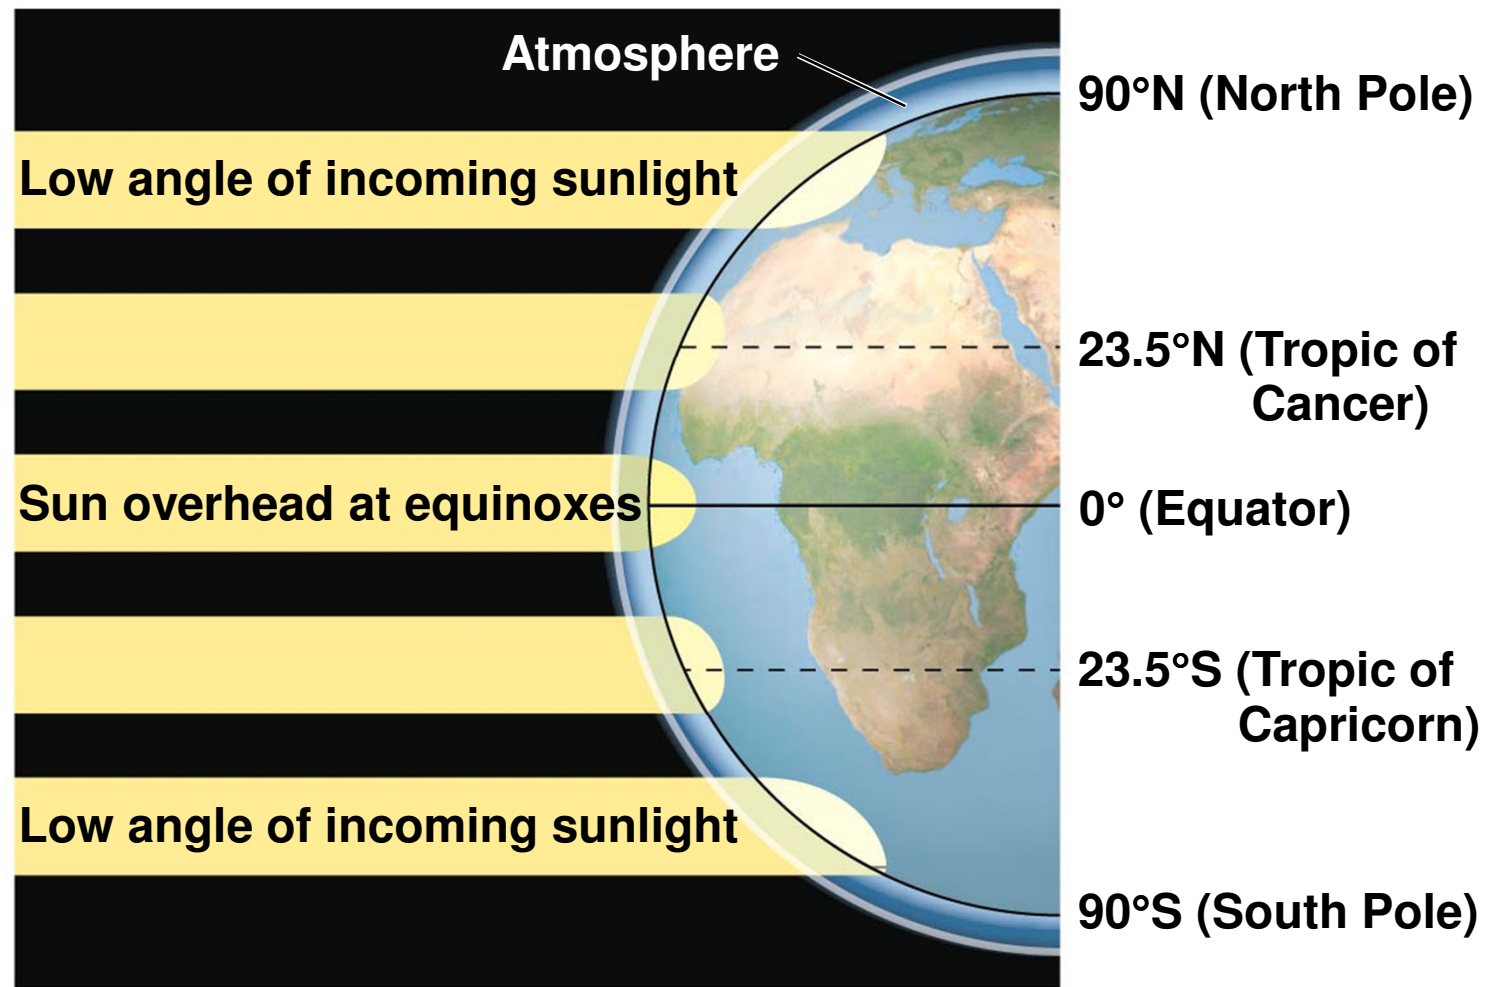 Atmosphere
90°N (North Pole)
Low angle of incoming sunlight
23.5°N (Tropic of
Cancer)
Sun overhead at equinoxes
0° (Equator)
23.5°S (Tropic of
Capricorn)
Low angle of incoming sunlight
90°S (South Pole)